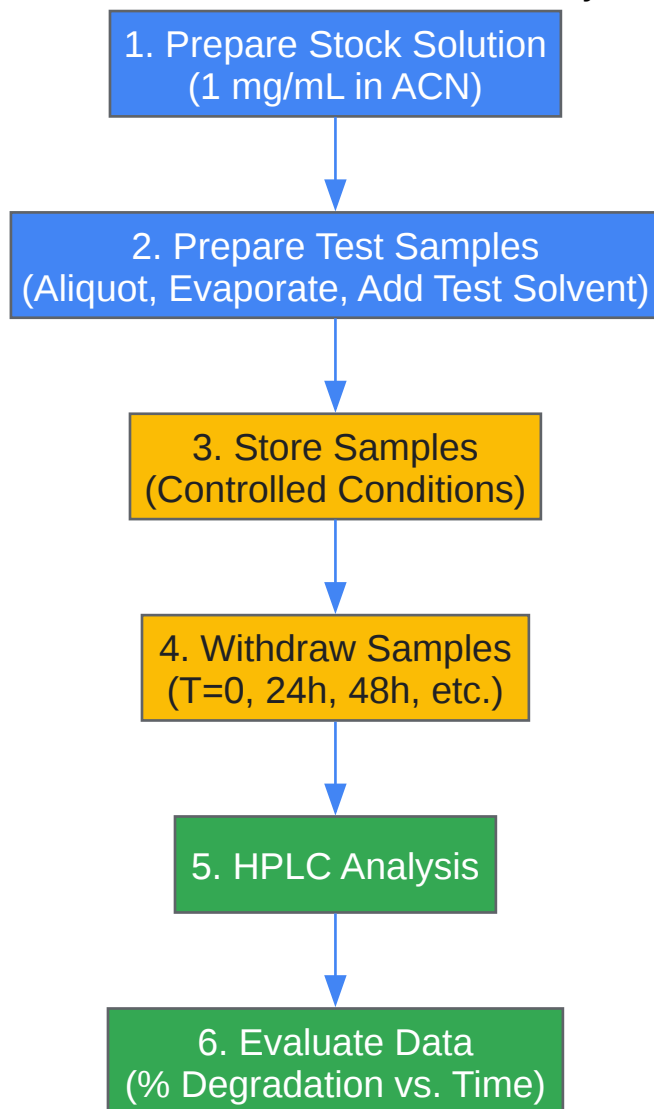 1. Prepare Stock Solution
(1 mg/mL in ACN)
2. Prepare Test Samples
(Aliquot, Evaporate, Add Test Solvent)
3. Store Samples
(Controlled Conditions)
4. Withdraw Samples
(T=0, 24h, 48h, etc.)
5. HPLC Analysis
6. Evaluate Data
(% Degradation vs. Time)